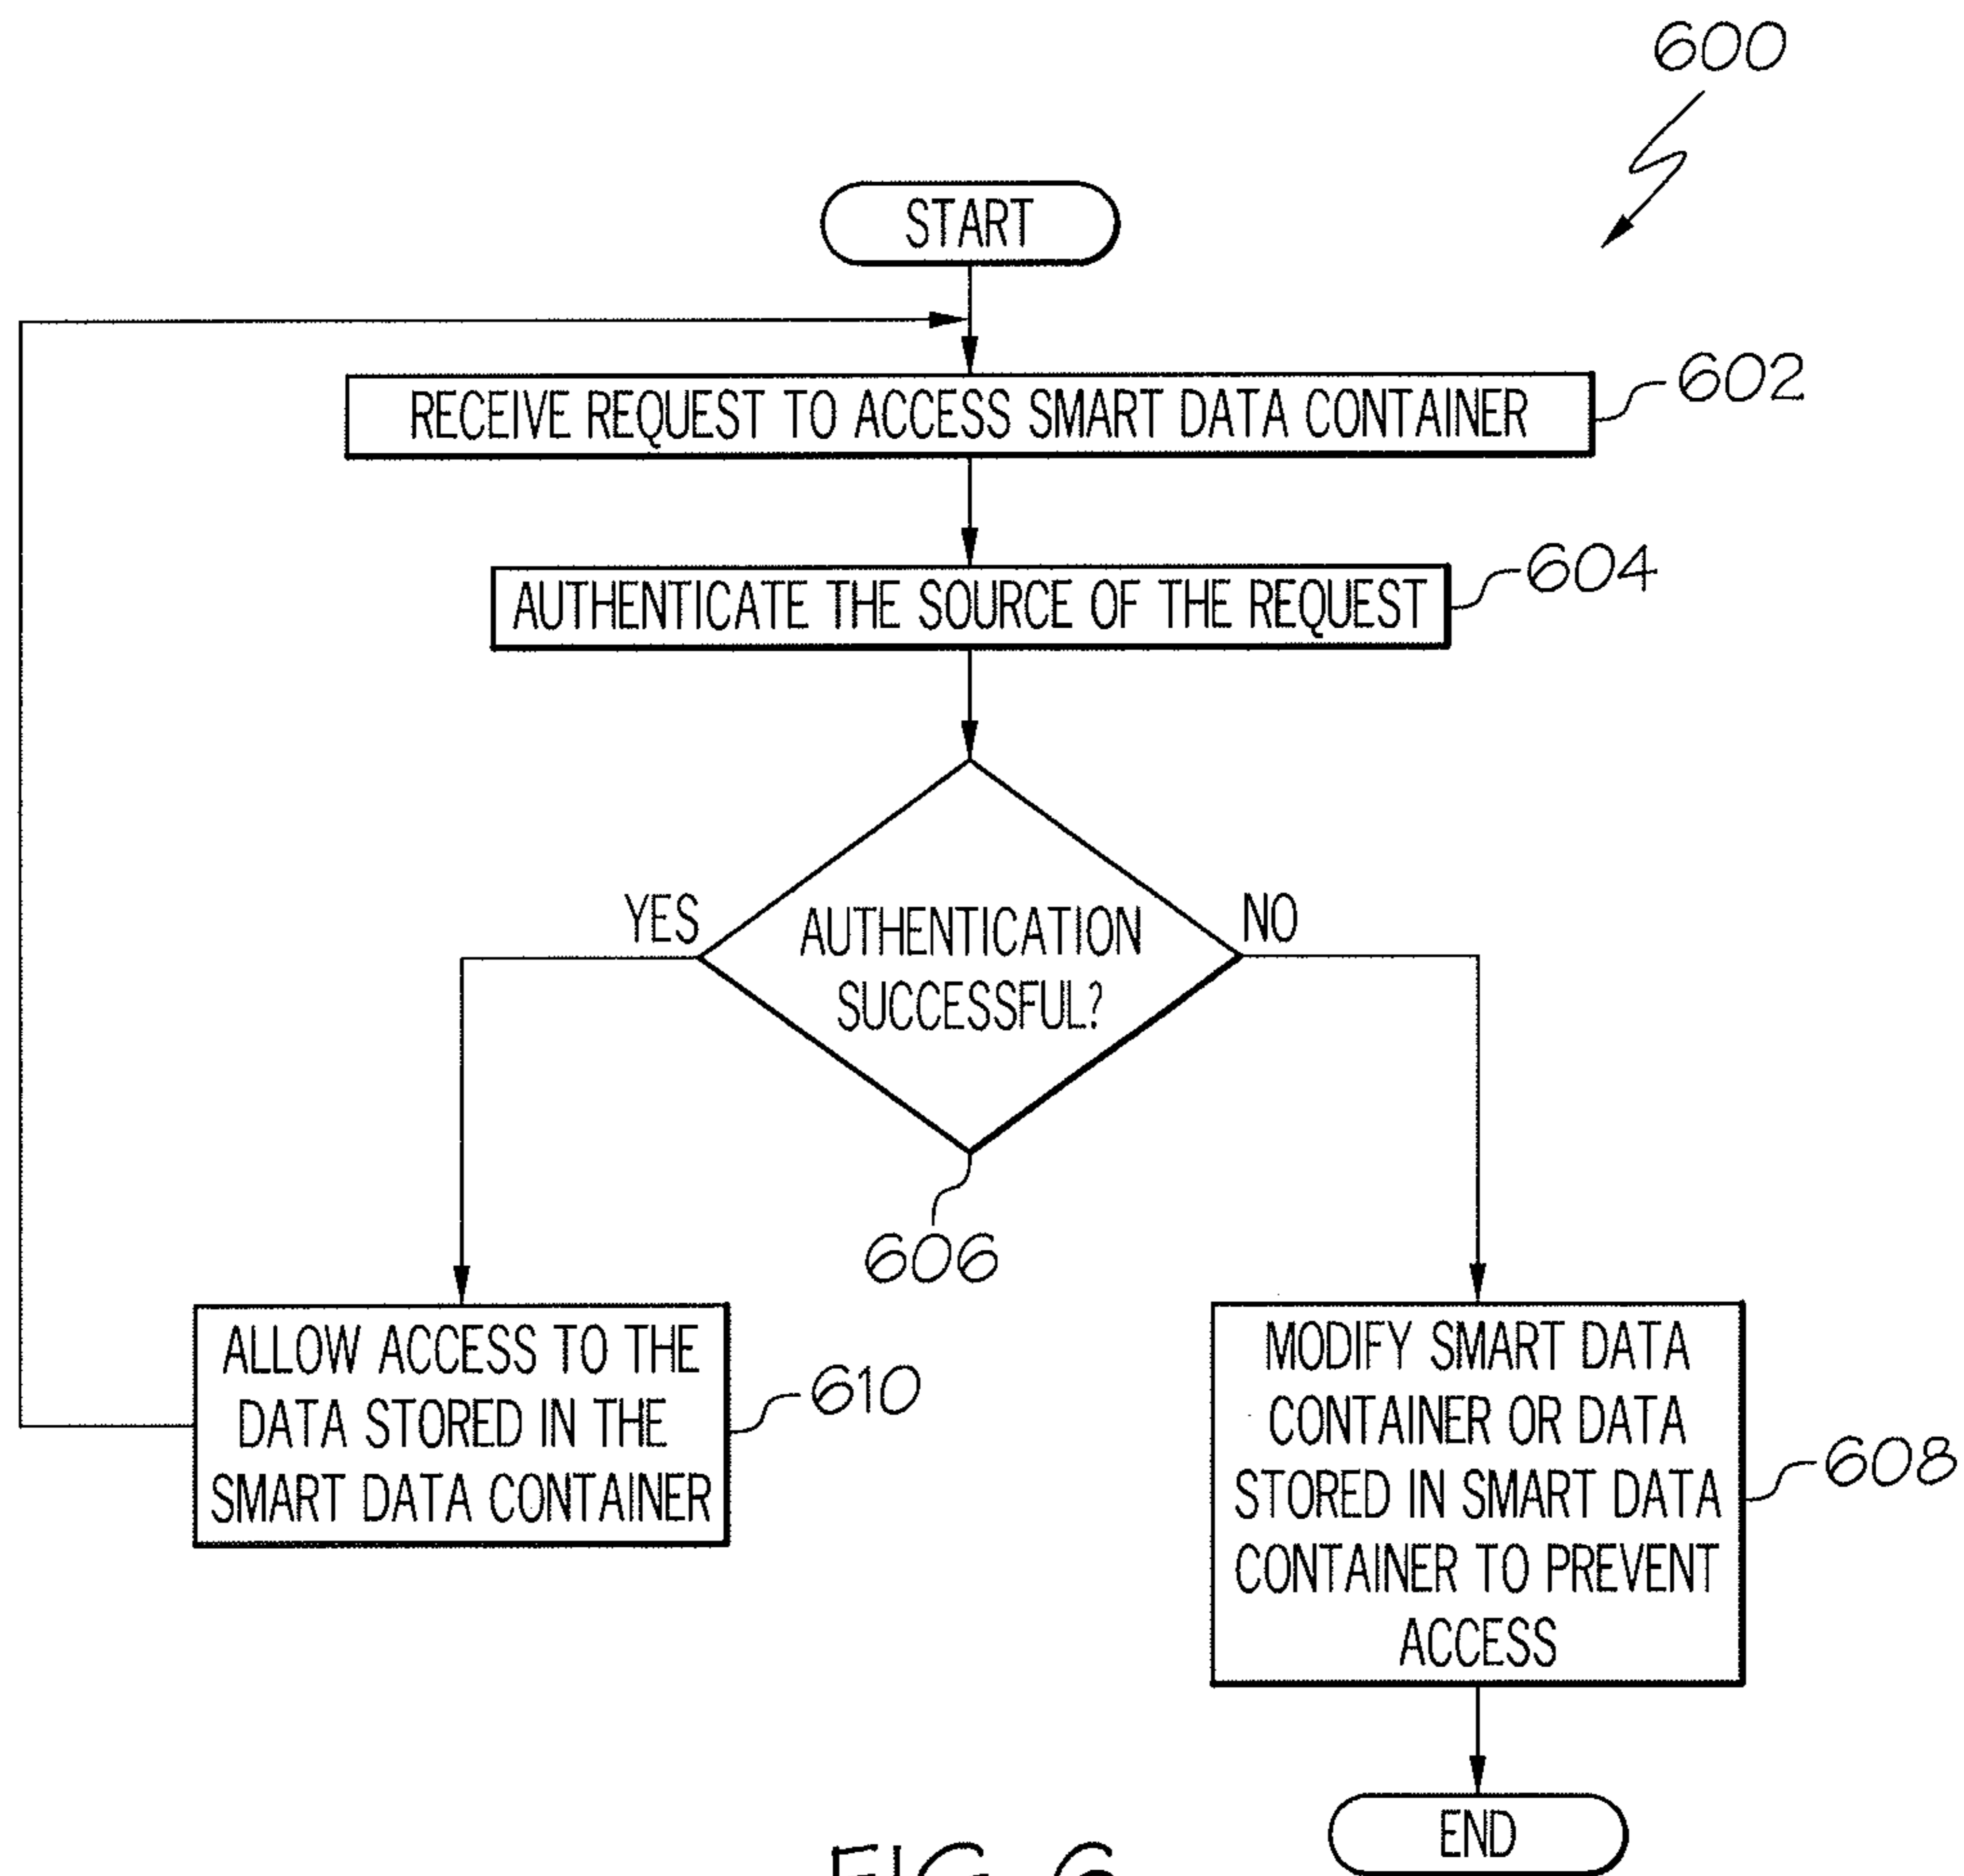 600
START
RECEIVE REQUEST TO ACCESS SMART DATA CONTAINER
602
AUTHENTICATE THE SOURCE OF THE REQUEST
604
YES
AUTHENTICATION
SUCCESSFUL?
NO
606
ALLOW ACCESS TO THE
DATA STORED IN THE
SMART DATA CONTAINER
610
MODIFY SMART DATA
CONTAINER OR DATA
STORED IN SMART DATA
CONTAINER TO PREVENT
ACCESS
608
END
FIG. 6